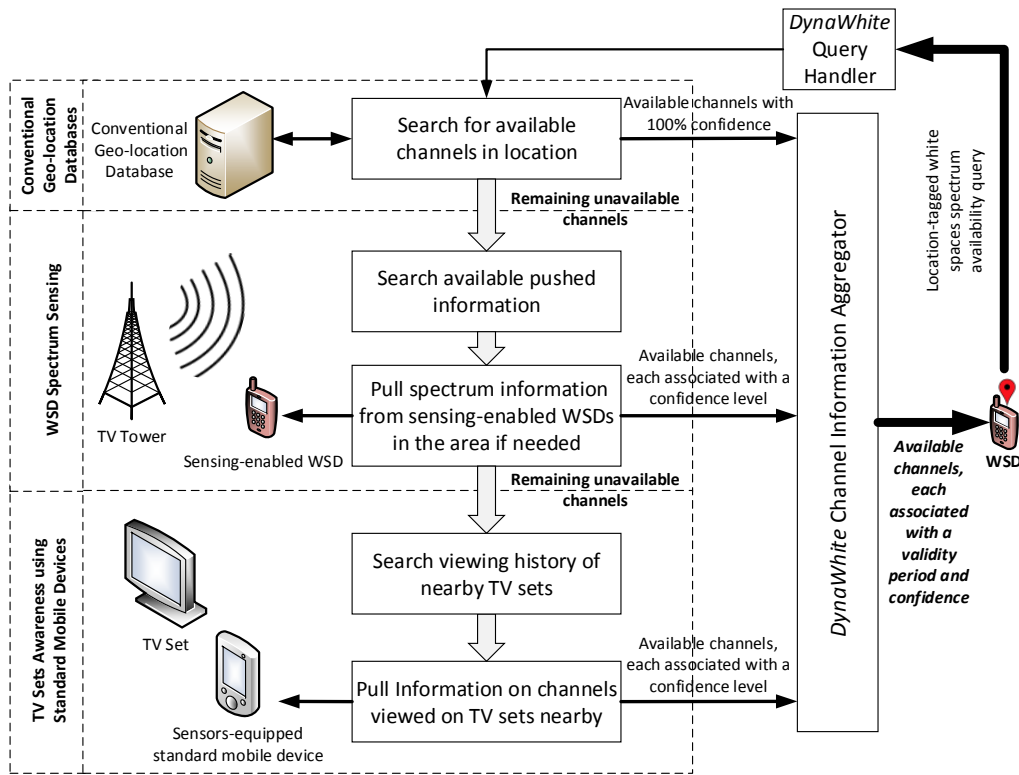 DynaWhite
Query
Handler
Conventional
Geo-location
Databases
Conventional
Geo-location
Database
Search for available
channels in location
Available channels with
100% confidence
Remaining unavailable
channels
WSD Spectrum Sensing
TV Tower
Sensing-enabled WSD
Search available pushed
information
Pull spectrum information
from sensing-enabled WSDs
in the area if needed
Available channels,
each associated with a
confidence level
Remaining unavailable
channels
TV Sets Awareness using
Standard Mobile Devices
TV Set
Sensors-equipped
standard mobile device
Search viewing history of
nearby TV sets
Pull Information on channels
viewed on TV sets nearby
Available channels,
each associated with a
confidence level
DynaWhite Channel Information Aggregator
Location-tagged white
spaces spectrum
availability query
WSD
Available
channels,
each
associated
with a
validity
period and
confidence